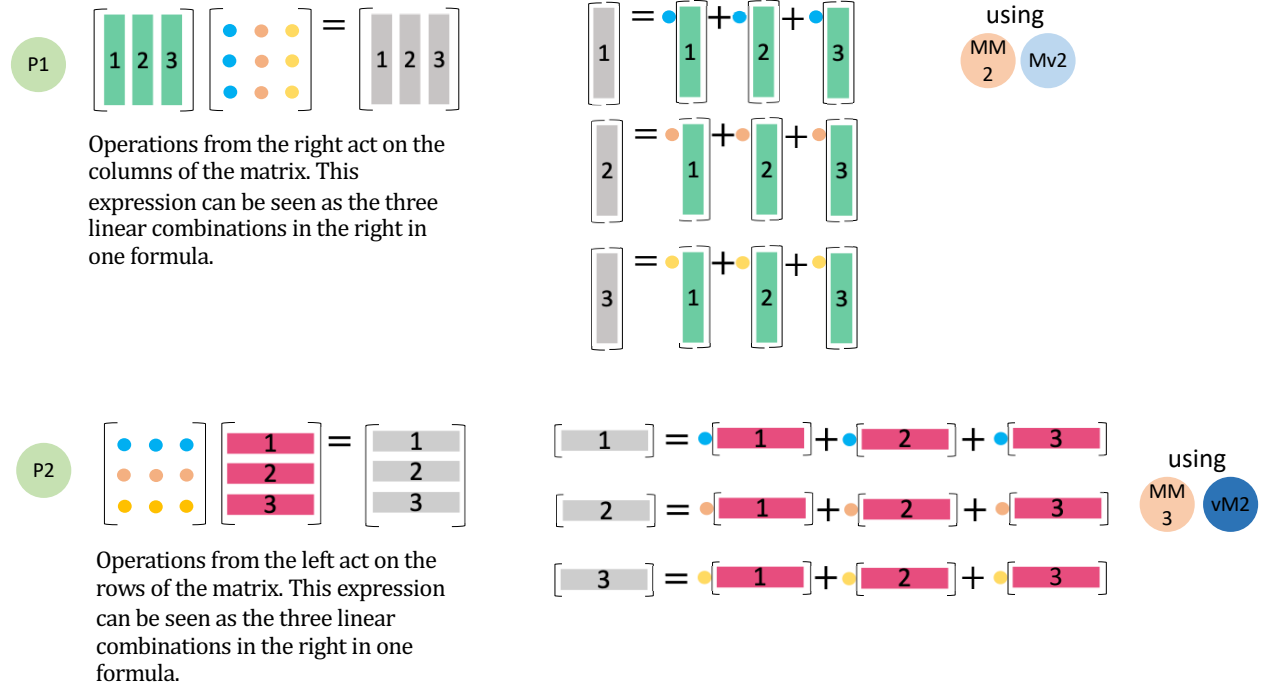 P1
1 2 3 = 1 2 3
Operations from the right act on the
columns of the matrix. This
expression can be seen as the three
linear combinations in the right in
one formula.
1 = 1 + 2 + 3
2 = 1 + 2 + 3
3 = 1 + 2 + 3
using
MM
2
Mv2
P2
1 = 1
2 2
3 3
Operations from the left act on the
rows of the matrix. This expression
can be seen as the three linear
combinations in the right in one
formula.
1 = 1 + 2 + 3
2 = 1 + 2 + 3
3 = 1 + 2 + 3
using
MM
3
vM2